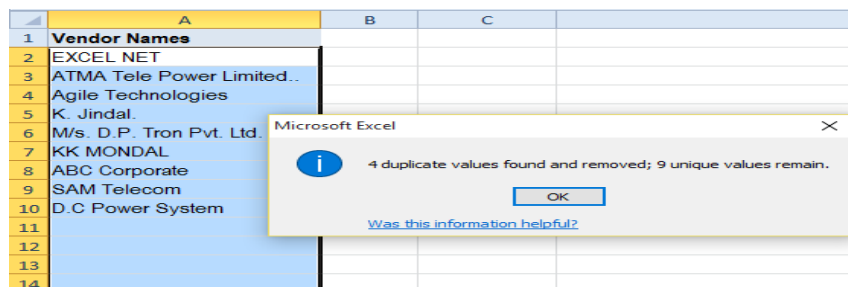 A B C
1 Vendor Names
2 EXCEL NET
3 ATMA Tele Power Limited..
4 Agile Technologies
5 K. Jindal.
6 M/s. D.P. Tron Pvt. Ltd.
7 KK MONDAL
8 ABC Corporate
9 SAM Telecom
10 D.C Power System
11
12
13
14
Microsoft Excel
4 duplicate values found and removed; 9 unique values remain.
OK
Was this information helpful?